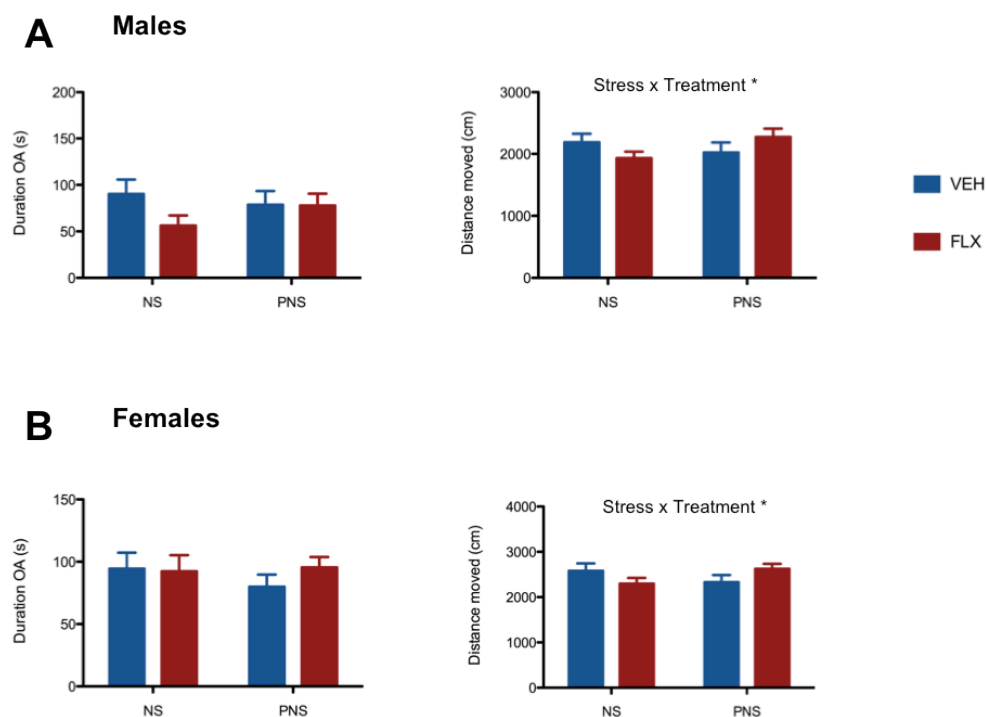 A Males
Duration OA (s)
200
150
100
50
0
NS PNS
Stress x Treatment *
Distance moved (cm)
3000
2000
1000
0
NS PNS
VEH
FLX
B Females
Duration OA (s)
150
100
50
0
NS PNS
Stress x Treatment *
Distance moved (cm)
4000
3000
2000
1000
0
NS PNS